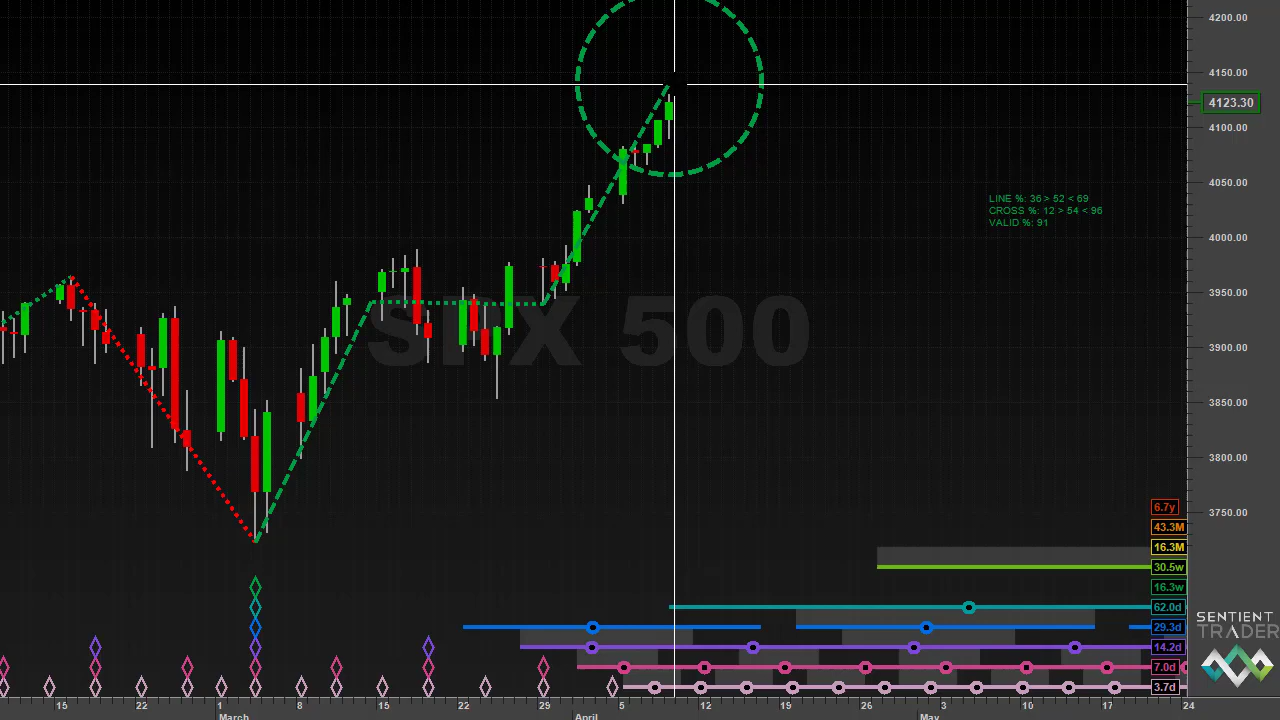 4200.00
4150.00
4123.30
4100.00
4050.00
LINE %: 36 > 52 < 69
CROSS %: 12 > 54 < 96
VALID %: 91
4000.00
3950.00
SPX 500
3900.00
3850.00
3800.00
3750.00
6.7y
43.3M
16.3M
30.5w
16.3w
62.0d
29.3d
14.2d
7.0d
3.7d
SENTIENT
TRADER
15 22 1 8 15 22 29 5 12 19 26 3 10 17 24
March April May